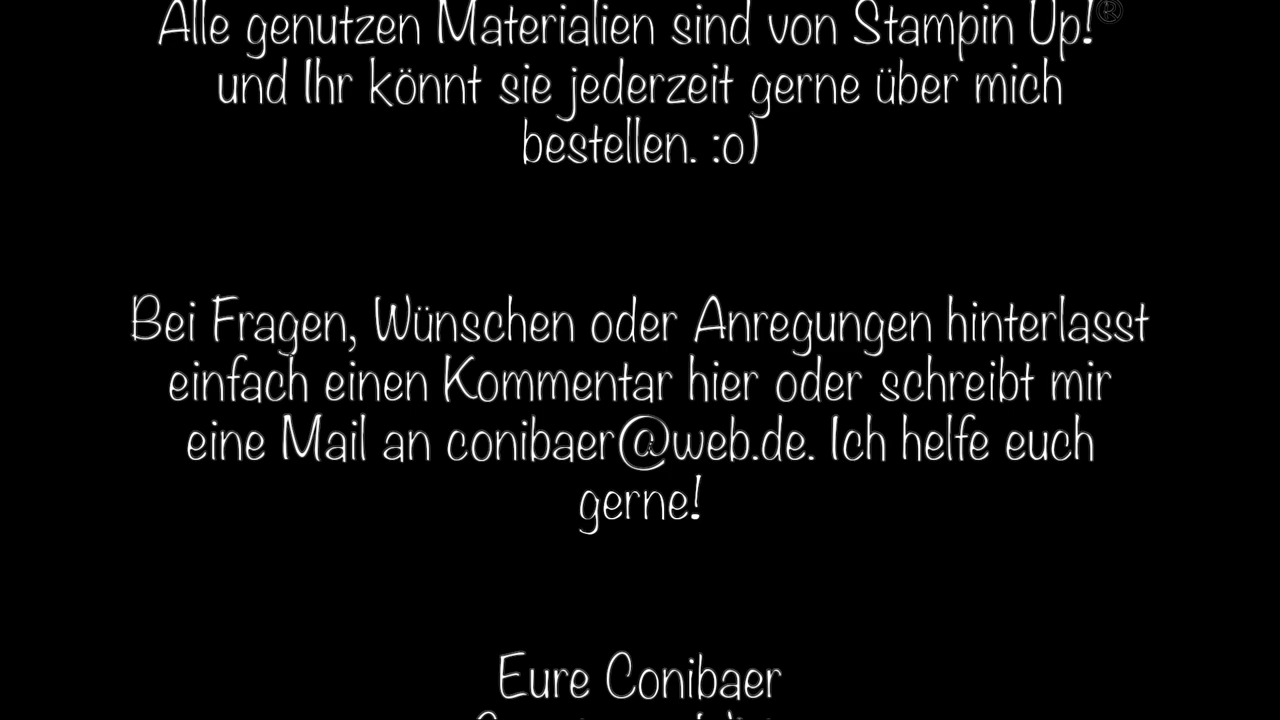 Alle genutzen Materialien sind von Stampin Up!®
und Ihr könnt sie jederzeit gerne über mich
bestellen. :o)
Bei Fragen, Wünschen oder Anregungen hinterlasst
einfach einen Kommentar hier oder schreibt mir
eine Mail an conibaer@web.de. Ich helfe euch
gerne!
Eure Conibaer